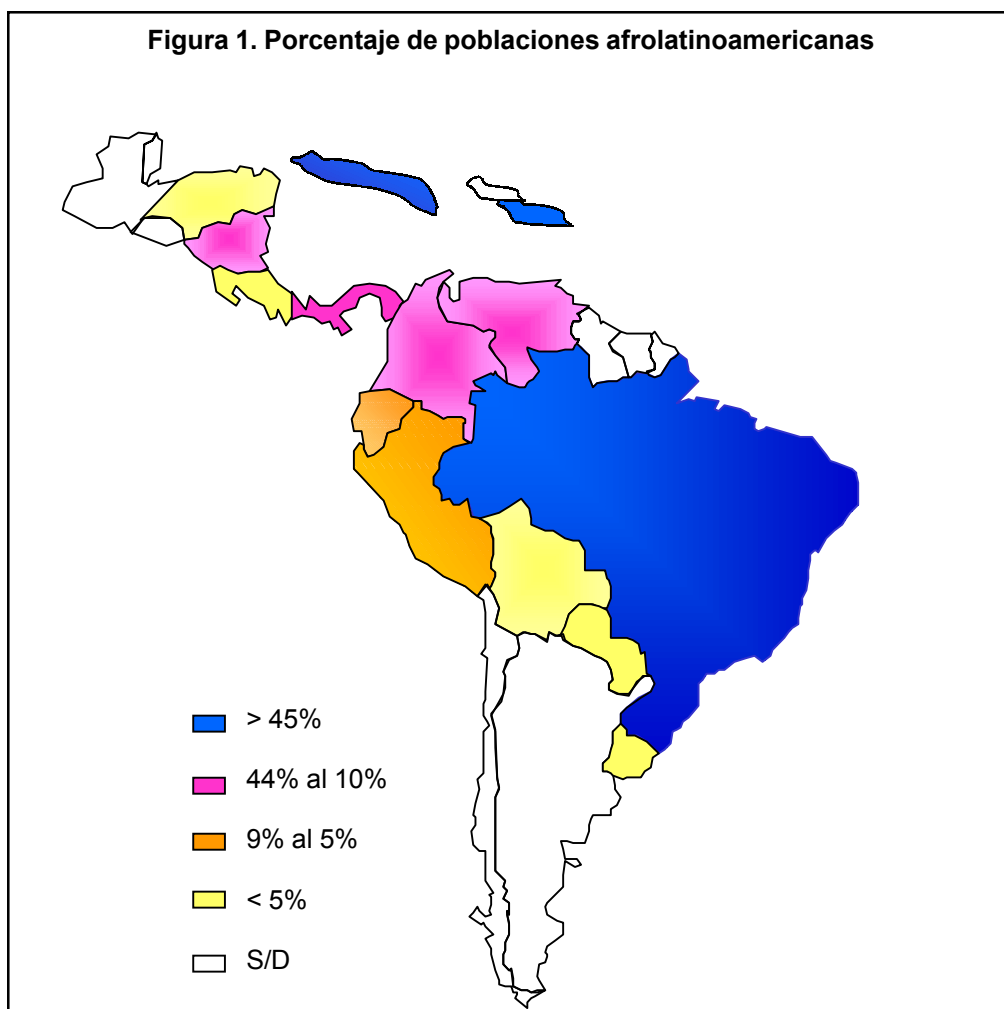 Figura 1. Porcentaje de poblaciones afrolatinoamericanas
> 45%
44% al 10%
9% al 5%
< 5%
S/D